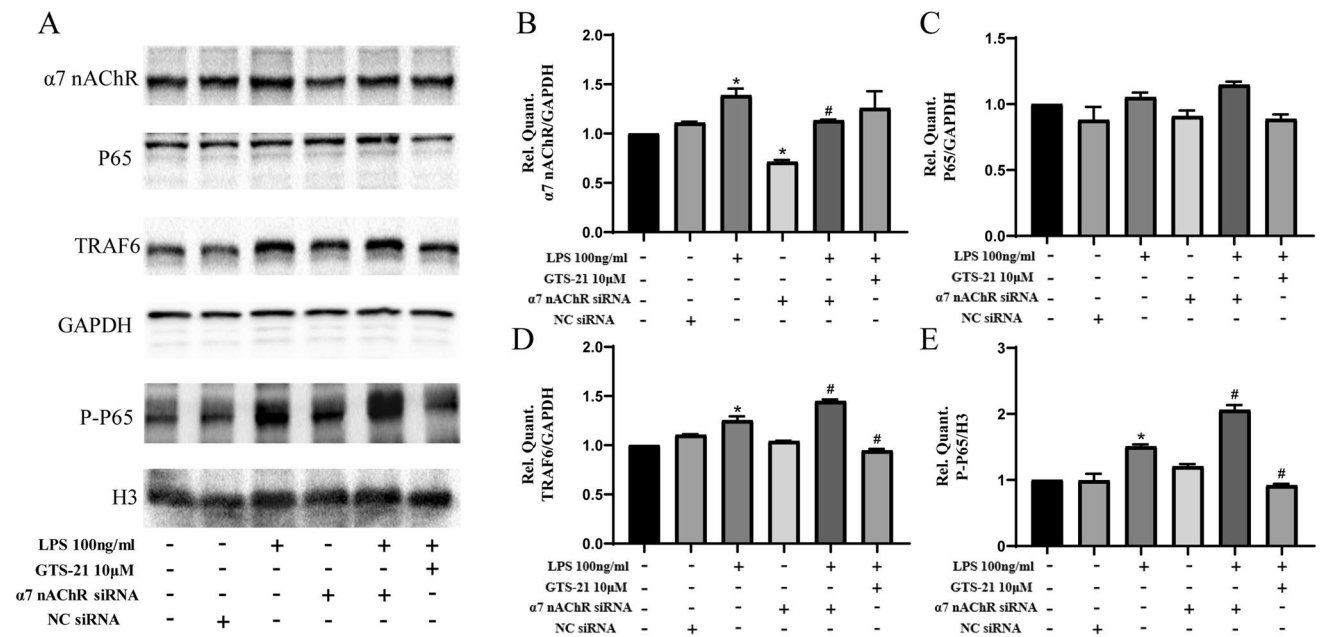 A
α7 nAChR
P65
TRAF6
GAPDH
P-P65
H3
LPS 100ng/ml - - + - + +
GTS-21 10μM - - - - - +
α7 nAChR siRNA - - - + + -
NC siRNA - + - - - -
B
Rel. Quant.
α7 nAChR/GAPDH
2.0
1.5
1.0
0.5
0.0
* * #
LPS 100ng/ml - - + - + +
GTS-21 10μM - - - - - +
α7 nAChR siRNA - - - + + -
NC siRNA - + - - - -
C
Rel. Quant.
P65/GAPDH
1.5
1.0
0.5
0.0
LPS 100ng/ml - - + - + +
GTS-21 10μM - - - - - +
α7 nAChR siRNA - - - + + -
NC siRNA - + - - - -
D
Rel. Quant.
TRAF6/GAPDH
2.0
1.5
1.0
0.5
0.0
* # #
LPS 100ng/ml - - + - + +
GTS-21 10μM - - - - - +
α7 nAChR siRNA - - - + + -
NC siRNA - + - - - -
E
Rel. Quant.
P-P65/H3
3
2
1
0
* # #
LPS 100ng/ml - - + - + +
GTS-21 10μM - - - - - +
α7 nAChR siRNA - - - + + -
NC siRNA - + - - - -